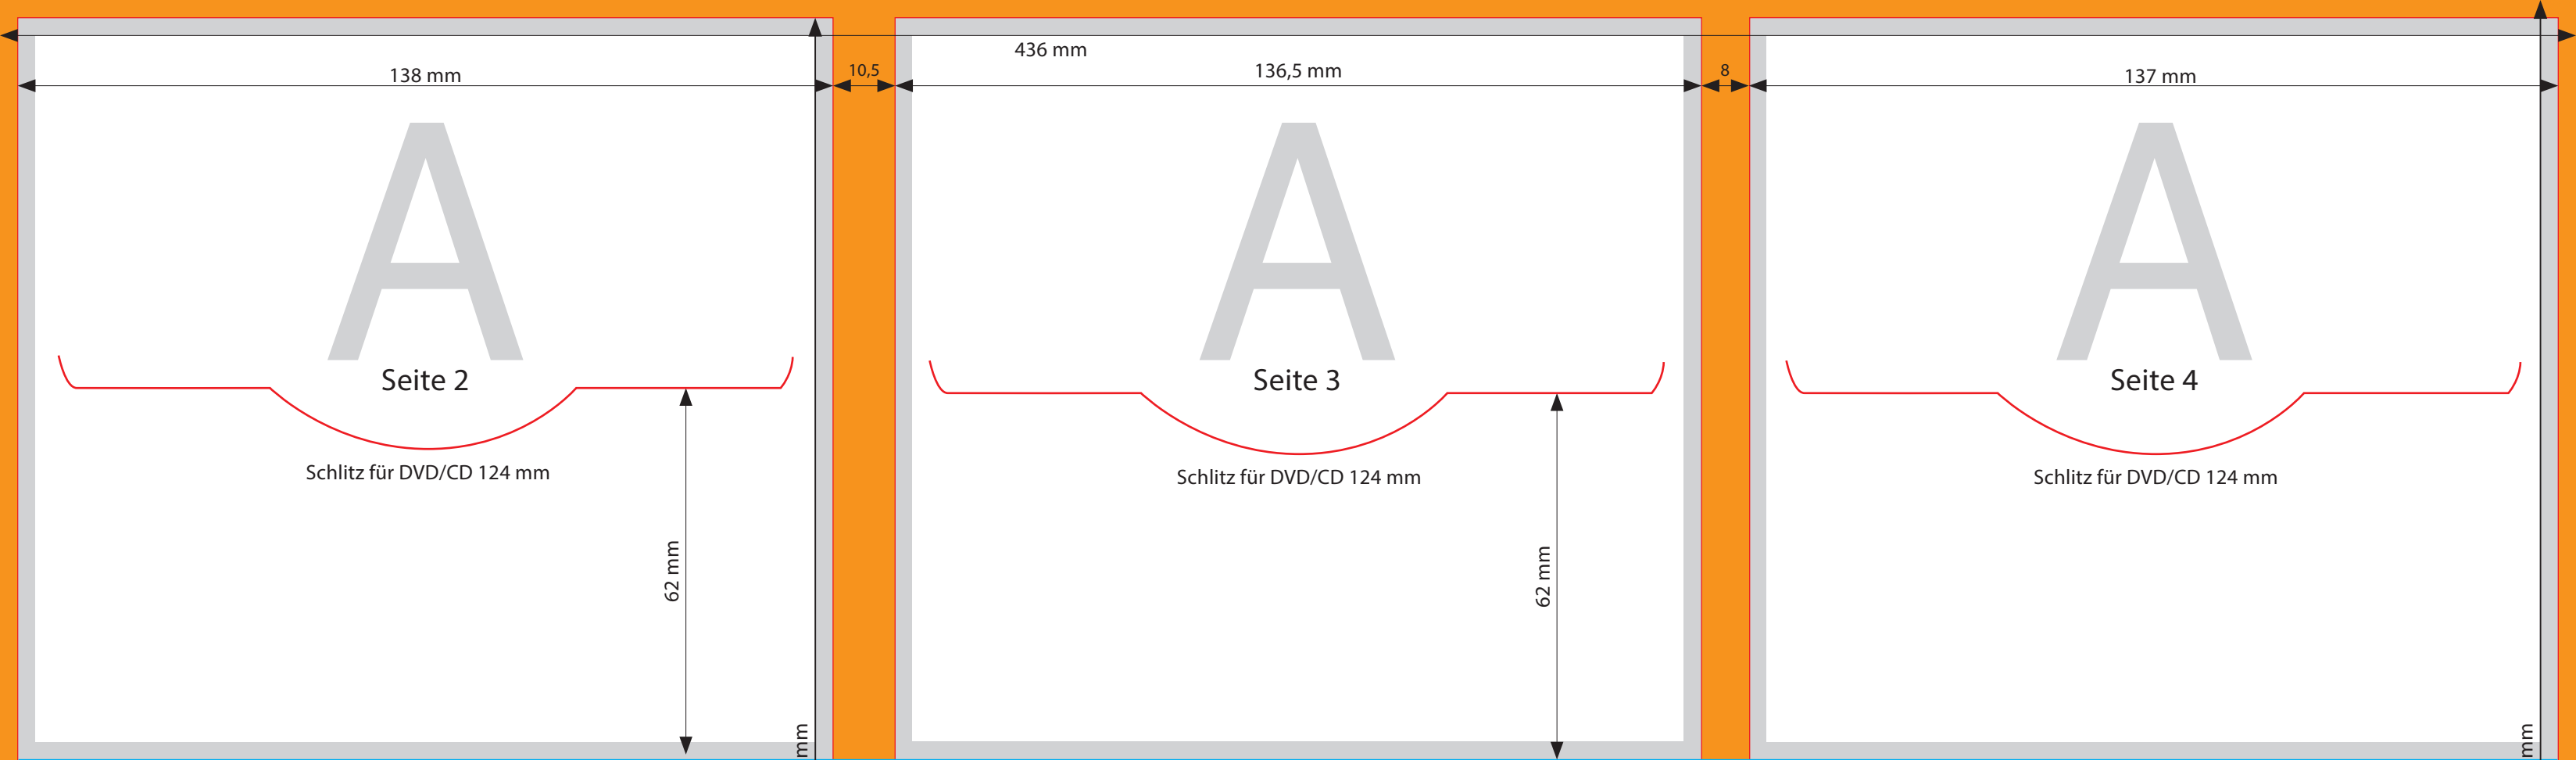 436 mm
138 mm
10,5
136,5 mm
8
137 mm
A
A
A
Seite 2
Seite 3
Seite 4
Schlitz für DVD/CD 124 mm
Schlitz für DVD/CD 124 mm
Schlitz für DVD/CD 124 mm
62 mm
62 mm
mm
mm